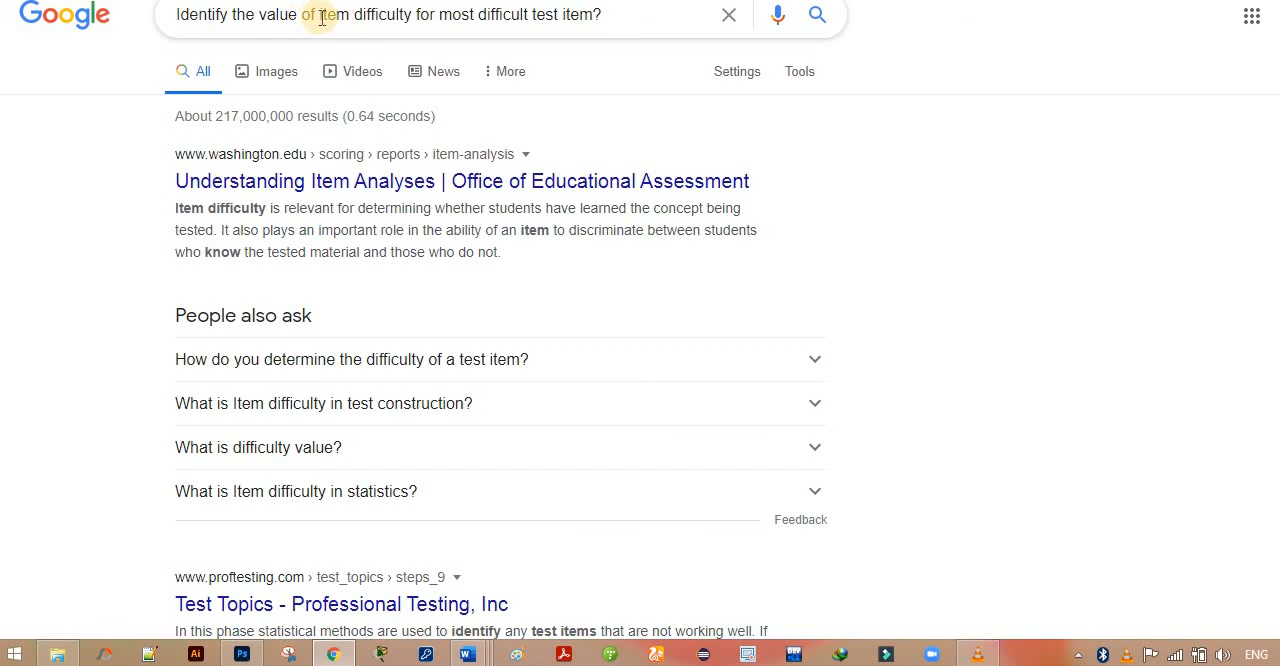 Google
Identify the value of item difficulty for most difficult test item?
All Images Videos News More Settings Tools
About 217,000,000 results (0.64 seconds)
www.washington.edu › scoring › reports › item-analysis
Understanding Item Analyses | Office of Educational Assessment
Item difficulty is relevant for determining whether students have learned the concept being
tested. It also plays an important role in the ability of an item to discriminate between students
who know the tested material and those who do not.
People also ask
How do you determine the difficulty of a test item?
What is Item difficulty in test construction?
What is difficulty value?
What is Item difficulty in statistics?
Feedback
www.proftesting.com › test_topics › steps_9
Test Topics - Professional Testing, Inc
In this phase statistical methods are used to identify any test items that are not working well. If
Ai Ps W ENG